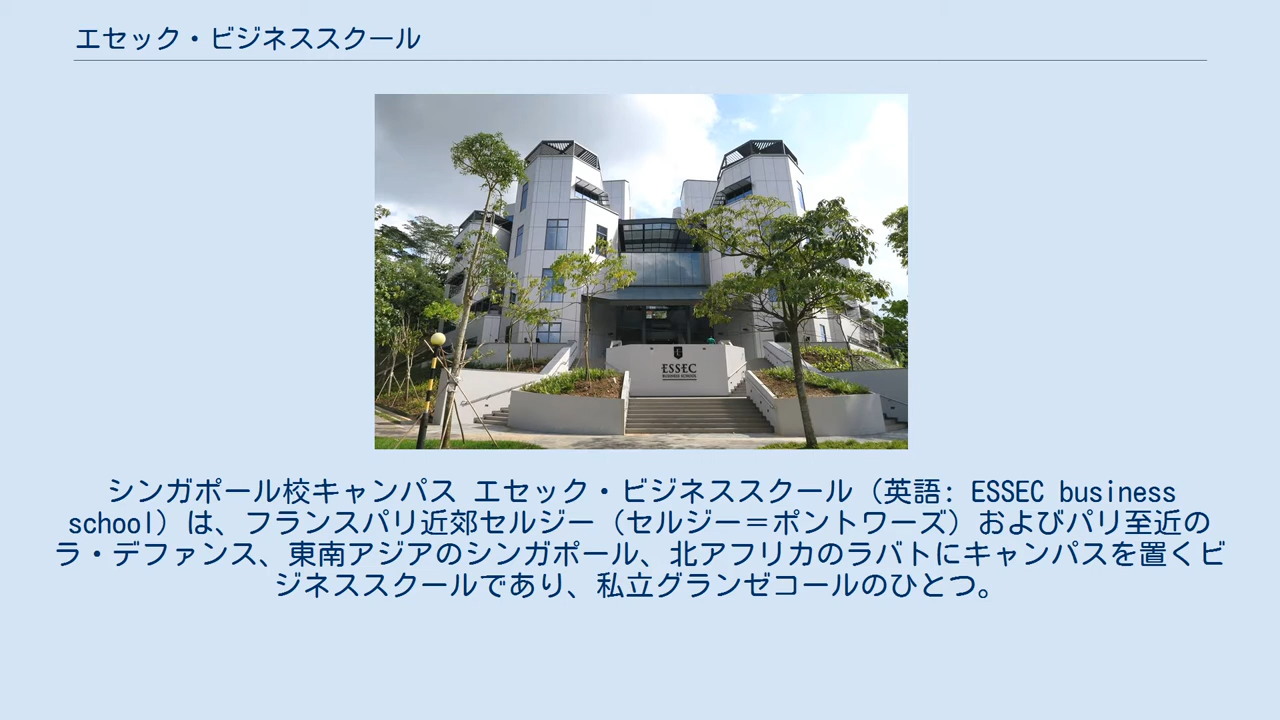 エセック・ビジネススクール
ESSEC
BUSINESS SCHOOL
シンガポール校キャンパス エセック・ビジネススクール（英語: ESSEC business
school）は、フランスパリ近郊セルジー（セルジー＝ポントワーズ）およびパリ至近の
ラ・デファンス、東南アジアのシンガポール、北アフリカのラバトにキャンパスを置くビ
ジネススクールであり、私立グランゼコールのひとつ。